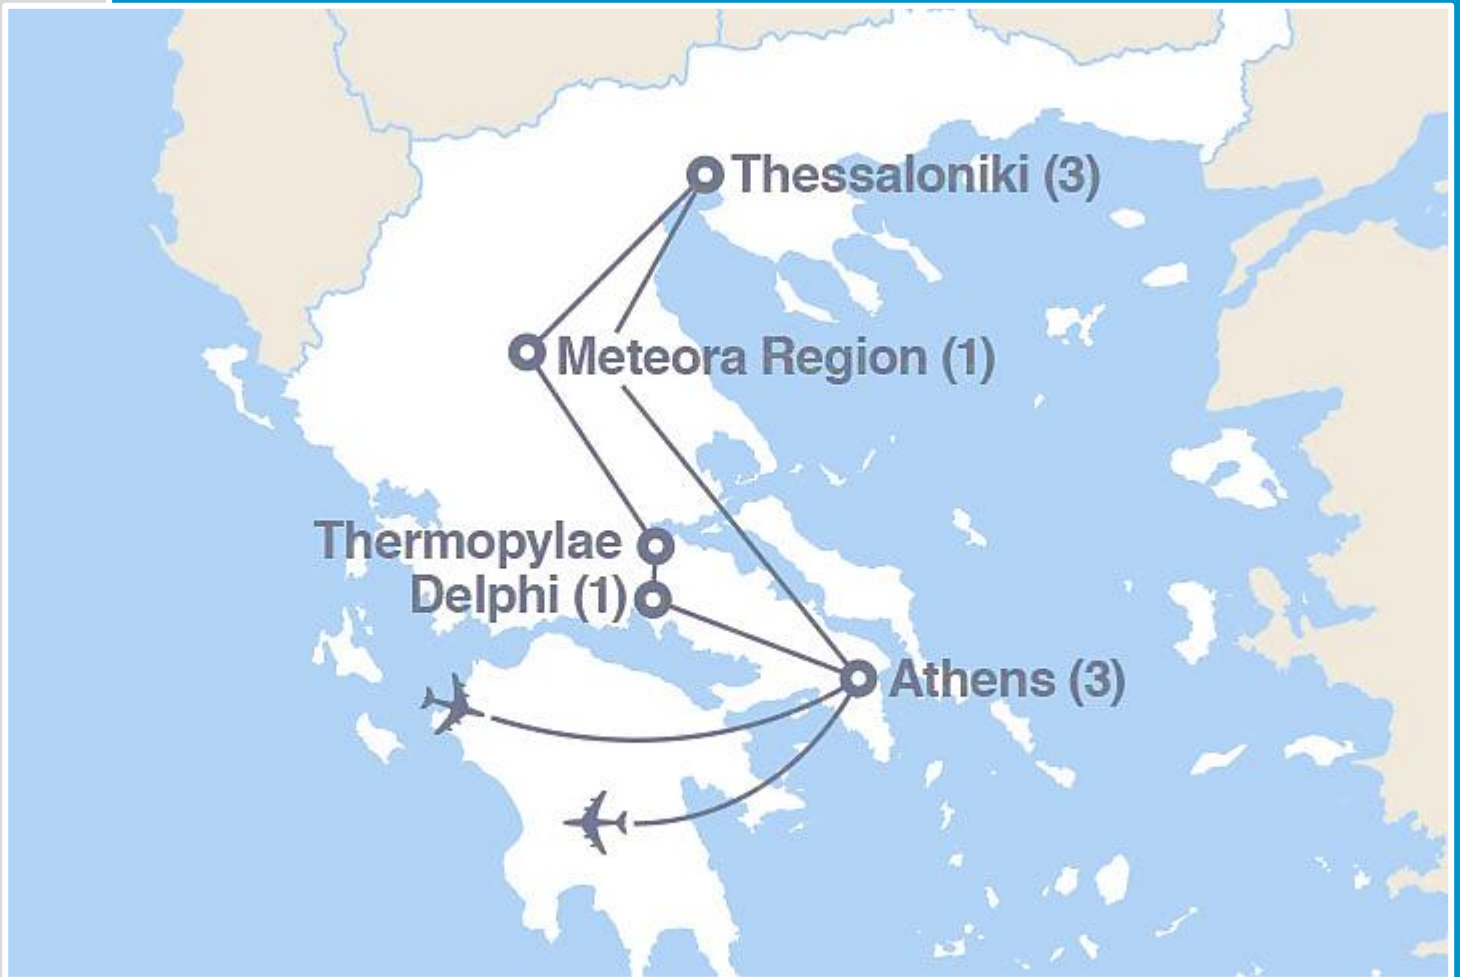 Thessaloniki (3)
Meteora Region (1)
Thermopylae
Delphi (1)
Athens (3)